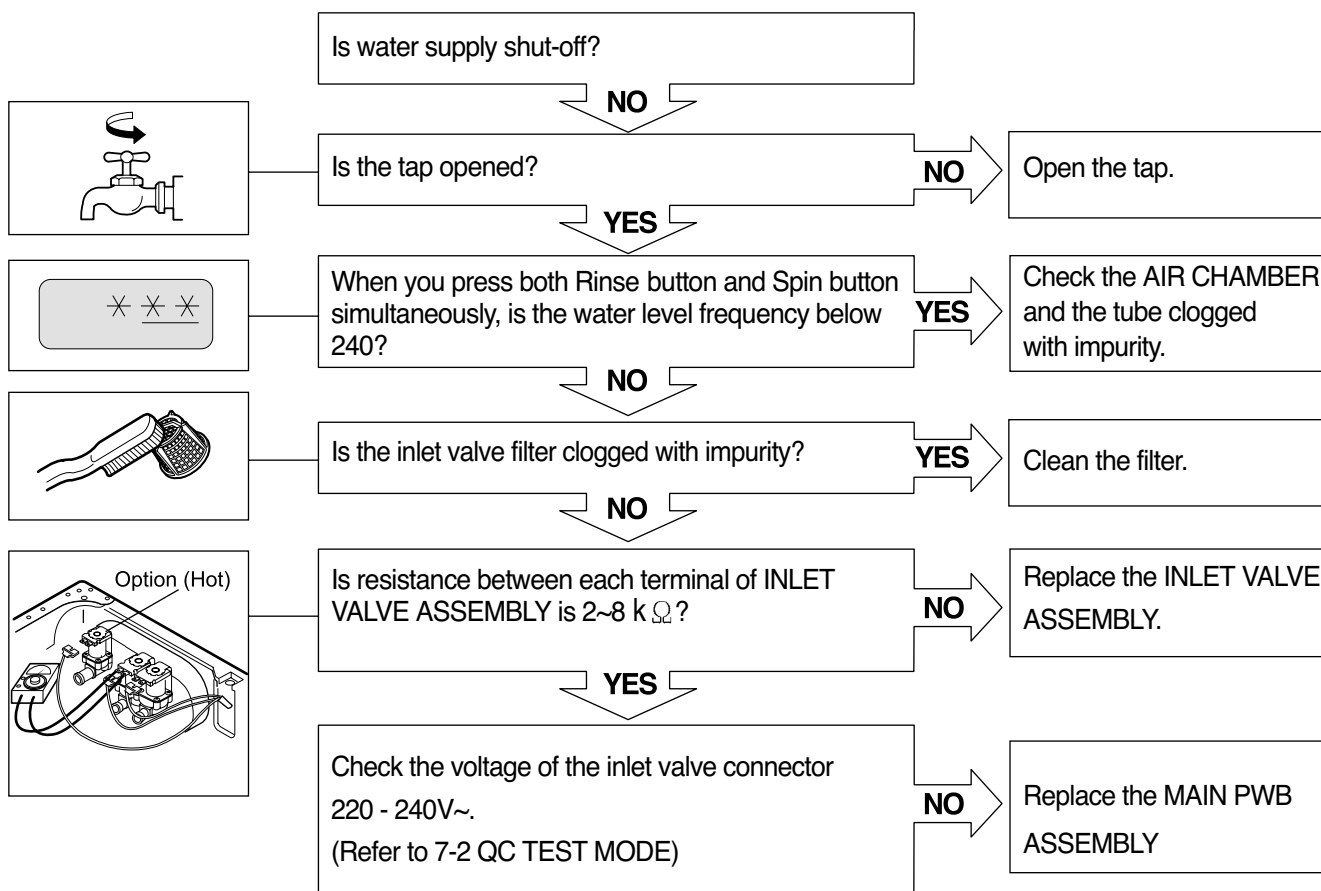 Is water supply shut-off?
NO
Is the tap opened?
NO
Open the tap.
YES
When you press both Rinse button and Spin button
simultaneously, is the water level frequency below
240?
YES
Check the AIR CHAMBER
and the tube clogged
with impurity.
NO
Is the inlet valve filter clogged with impurity?
YES
Clean the filter.
NO
Option (Hot)
Is resistance between each terminal of INLET
VALVE ASSEMBLY is 2~8 k Ω?
NO
Replace the INLET VALVE
ASSEMBLY.
YES
Check the voltage of the inlet valve connector
220 - 240V~.
(Refer to 7-2 QC TEST MODE)
NO
Replace the MAIN PWB
ASSEMBLY